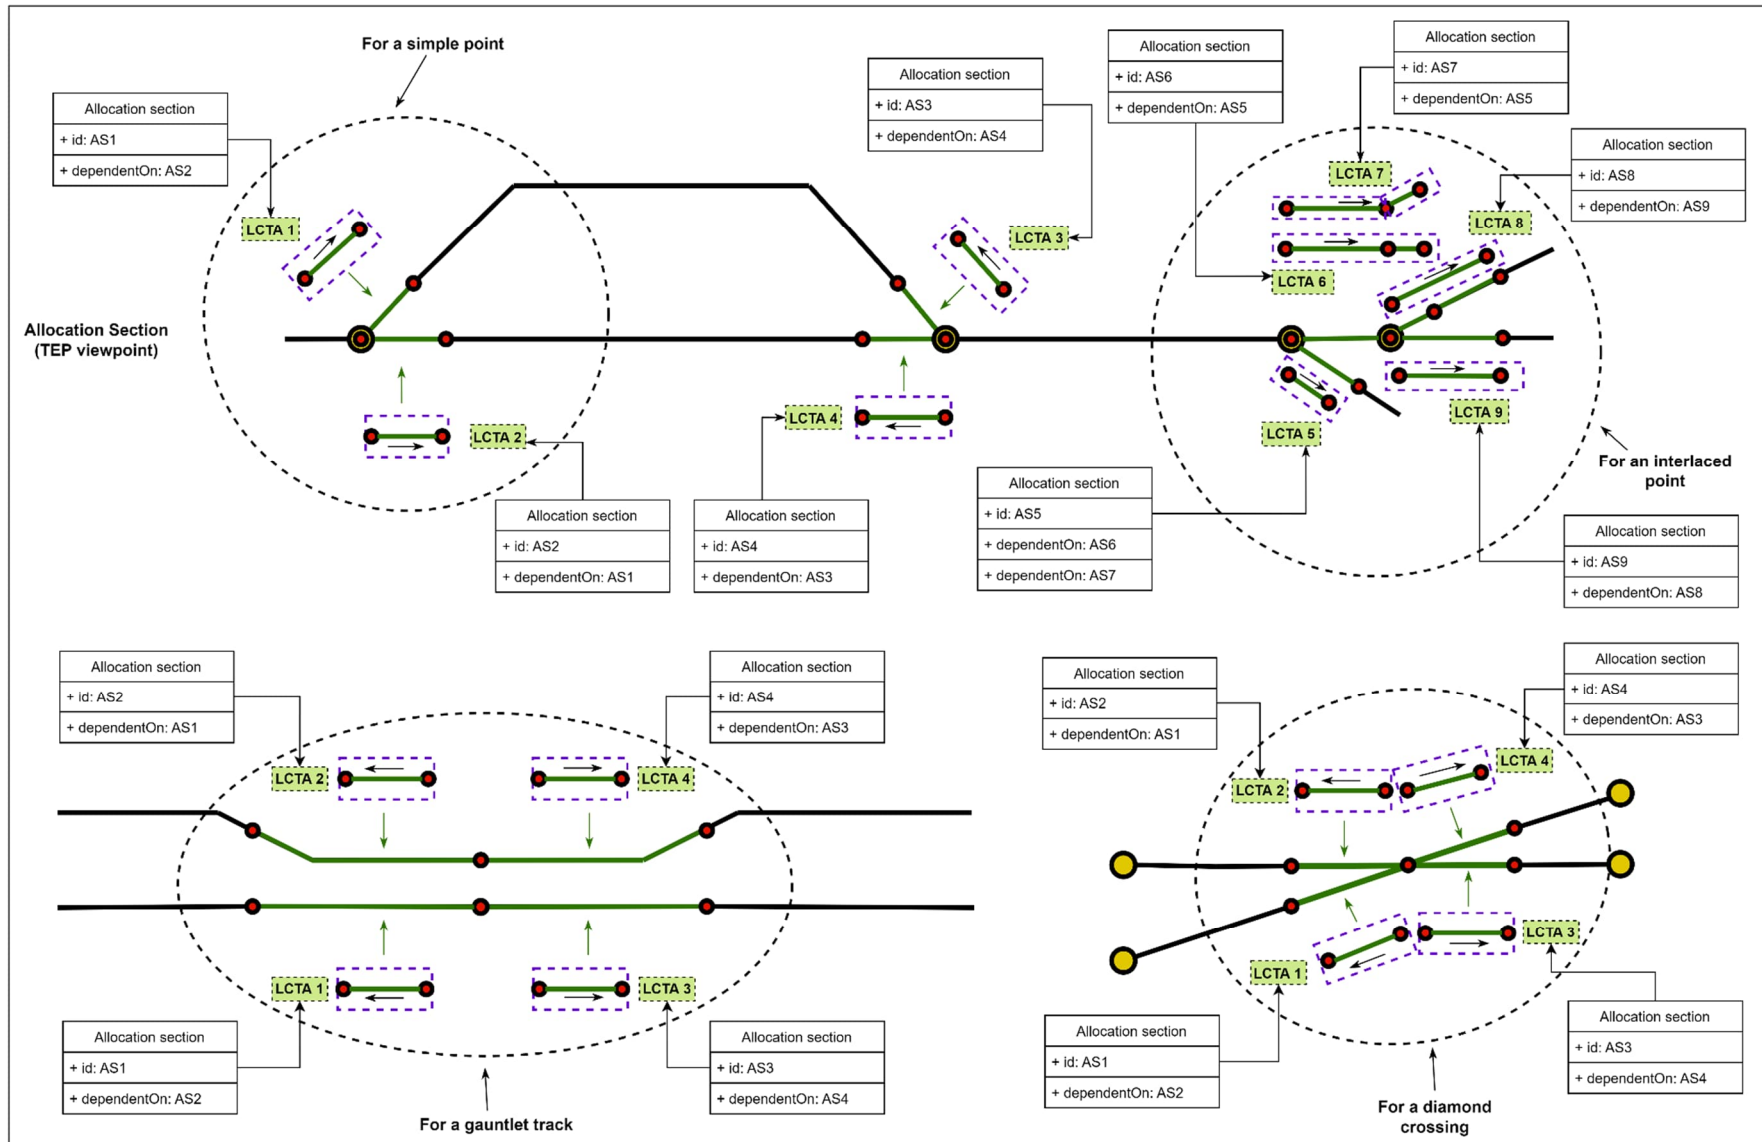 For a simple point
Allocation section
+ id: AS1
+ dependentOn: AS2
LCTA 1
Allocation section
+ id: AS3
+ dependentOn: AS4
LCTA 3
Allocation section
+ id: AS6
+ dependentOn: AS5
Allocation section
+ id: AS7
+ dependentOn: AS5
LCTA 7
Allocation section
+ id: AS8
+ dependentOn: AS9
LCTA 8
LCTA 6
Allocation Section
(TEP viewpoint)
LCTA 2
LCTA 4
LCTA 5
LCTA 9
For an interlaced
point
Allocation section
+ id: AS2
+ dependentOn: AS1
Allocation section
+ id: AS4
+ dependentOn: AS3
Allocation section
+ id: AS5
+ dependentOn: AS6
+ dependentOn: AS7
Allocation section
+ id: AS9
+ dependentOn: AS8
Allocation section
+ id: AS2
+ dependentOn: AS1
LCTA 2
Allocation section
+ id: AS4
+ dependentOn: AS3
LCTA 4
LCTA 1
LCTA 3
Allocation section
+ id: AS1
+ dependentOn: AS2
Allocation section
+ id: AS3
+ dependentOn: AS4
For a gauntlet track
Allocation section
+ id: AS2
+ dependentOn: AS1
LCTA 2
Allocation section
+ id: AS4
+ dependentOn: AS3
LCTA 4
LCTA 1
LCTA 3
Allocation section
+ id: AS1
+ dependentOn: AS2
Allocation section
+ id: AS3
+ dependentOn: AS4
For a diamond
crossing